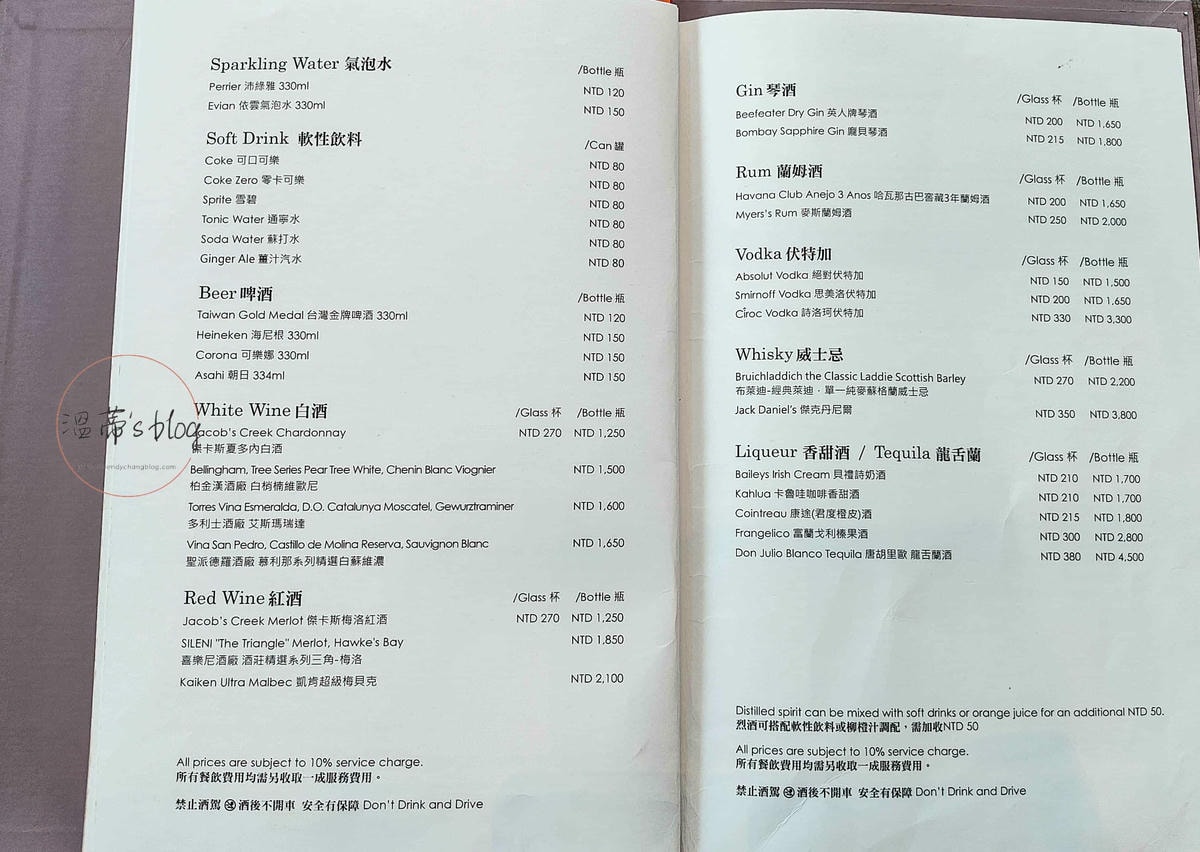 Sparkling Water 氣泡水 /Bottle 瓶
Perrier 沛綠雅 330ml NTD 120
Evian 依雲氣泡水 330ml NTD 150
Soft Drink 軟性飲料 /Can 罐
Coke 可口可樂 NTD 80
Coke Zero 零卡可樂 NTD 80
Sprite 雪碧 NTD 80
Tonic Water 通寧水 NTD 80
Soda Water 蘇打水 NTD 80
Ginger Ale 薑汁汽水 NTD 80
Beer 啤酒 /Bottle 瓶
Taiwan Gold Medal 台灣金牌啤酒 330ml NTD 120
Heineken 海尼根 330ml NTD 150
Corona 可樂娜 330ml NTD 150
Asahi 朝日 334ml NTD 150
White Wine 白酒 /Glass 杯 /Bottle 瓶
Jacob's Creek Chardonnay NTD 270 NTD 1,250
傑卡斯夏多內白酒
Bellingham, Tree Series Pear Tree White, Chenin Blanc Viognier NTD 1,500
柏金漢酒廠 白梢楠維歐尼
Torres Vina Esmeralda, D.O. Catalunya Moscatel, Gewurztraminer NTD 1,600
多利士酒廠 艾斯瑪瑞達
Vina San Pedro, Castillo de Molina Reserva, Sauvignon Blanc NTD 1,650
聖派德羅酒廠 慕利那系列精選白蘇維濃
Red Wine 紅酒 /Glass 杯 /Bottle 瓶
Jacob's Creek Merlot 傑卡斯梅洛紅酒 NTD 270 NTD 1,250
SILENI "The Triangle" Merlot, Hawke's Bay NTD 1,850
喜樂尼酒廠 酒莊精選系列三角-梅洛
Kaiken Ultra Malbec 凱肯超級梅貝克 NTD 2,100
All prices are subject to 10% service charge.
所有餐飲費用均需另收取一成服務費用。
禁止酒駕 酒後不開車 安全有保障 Don't Drink and Drive
溫蒂's blog
Gin 琴酒 /Glass 杯 /Bottle 瓶
Beefeater Dry Gin 英人牌琴酒 NTD 200 NTD 1,650
Bombay Sapphire Gin 龐貝琴酒 NTD 215 NTD 1,800
Rum 蘭姆酒 /Glass 杯 /Bottle 瓶
Havana Club Anejo 3 Anos 哈瓦那古巴窖藏3年蘭姆酒 NTD 200 NTD 1,650
Myers's Rum 麥斯蘭姆酒 NTD 250 NTD 2,000
Vodka 伏特加 /Glass 杯 /Bottle 瓶
Absolut Vodka 絕對伏特加 NTD 150 NTD 1,500
Smirnoff Vodka 思美洛伏特加 NTD 200 NTD 1,650
Cîroc Vodka 詩洛珂伏特加 NTD 330 NTD 3,300
Whisky 威士忌 /Glass 杯 /Bottle 瓶
Bruichladdich the Classic Laddie Scottish Barley NTD 270 NTD 2,200
布萊迪-經典萊迪．單一純麥蘇格蘭威士忌
Jack Daniel's 傑克丹尼爾 NTD 350 NTD 3,800
Liqueur 香甜酒 / Tequila 龍舌蘭 /Glass 杯 /Bottle 瓶
Baileys Irish Cream 貝禮詩奶酒 NTD 210 NTD 1,700
Kahlua 卡魯哇咖啡香甜酒 NTD 210 NTD 1,700
Cointreau 康途(君度橙皮)酒 NTD 215 NTD 1,800
Frangelico 富蘭戈利榛果酒 NTD 300 NTD 2,800
Don Julio Blanco Tequila 唐胡里歐 龍舌蘭酒 NTD 380 NTD 4,500
Distilled spirit can be mixed with soft drinks or orange juice for an additional NTD 50.
烈酒可搭配軟性飲料或柳橙汁調配，需加收NTD 50
All prices are subject to 10% service charge.
所有餐飲費用均需另收取一成服務費用。
禁止酒駕 酒後不開車 安全有保障 Don't Drink and Drive